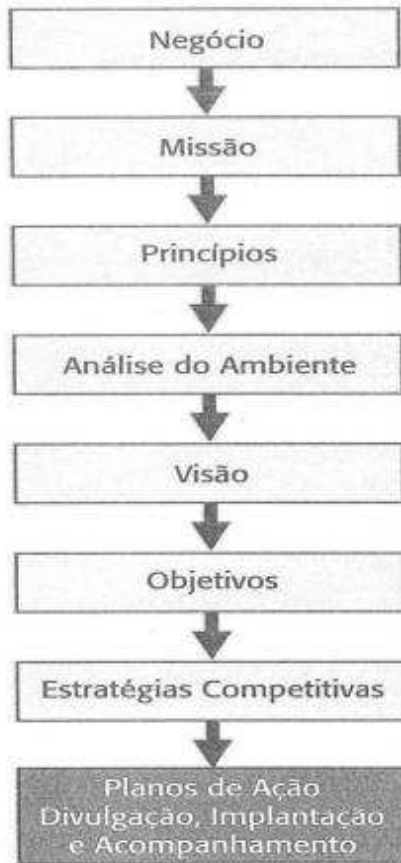 Negócio
Missão
Princípios
Análise do Ambiente
Visão
Objetivos
Estratégias Competitivas
Planos de Ação
Divulgação, Implantação
e Acompanhamento